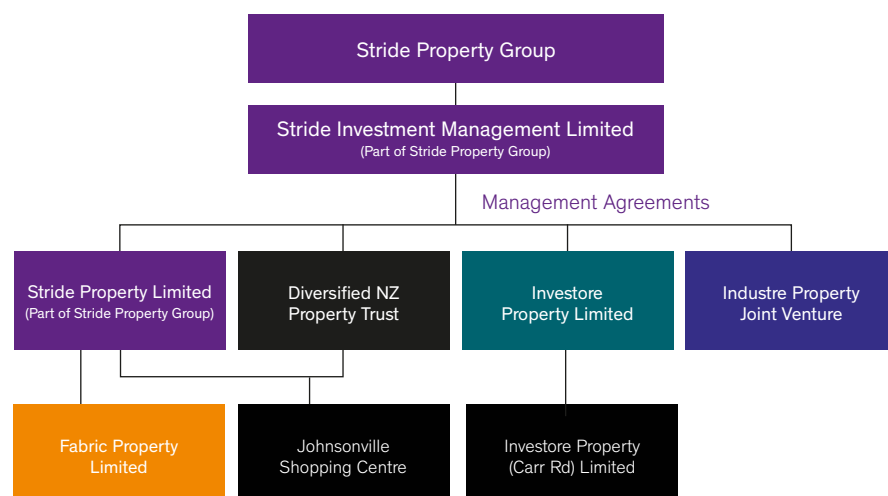 Stride Property Group
Stride Investment Management Limited
(Part of Stride Property Group)
Management Agreements
Stride Property Limited
(Part of Stride Property Group)
Diversified NZ
Property Trust
Investore
Property Limited
Industre Property
Joint Venture
Fabric Property
Limited
Johnsonville
Shopping Centre
Investore Property
(Carr Rd) Limited